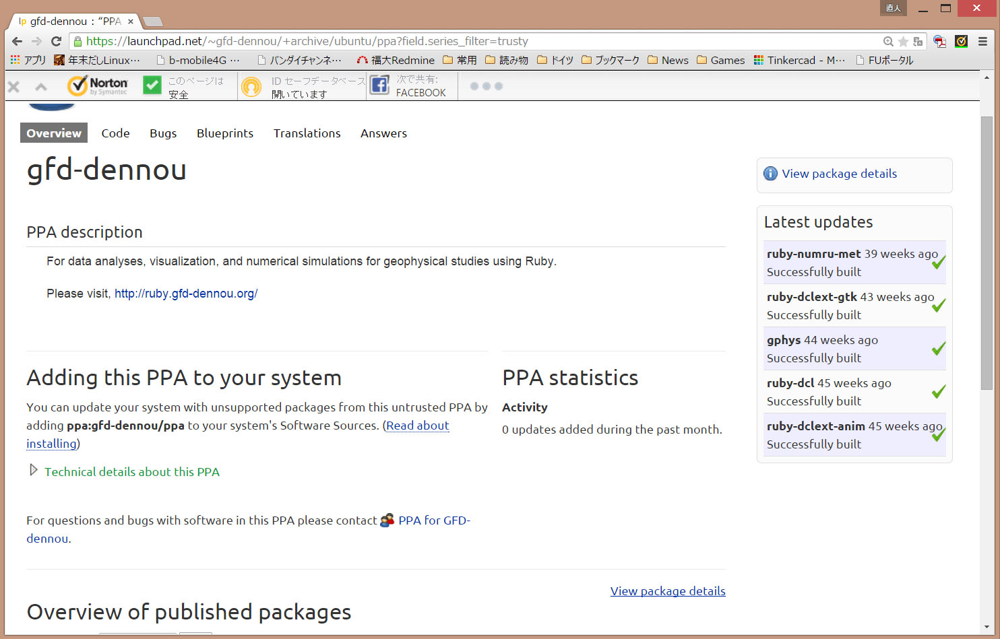 直人
lp gfd-dennou : “PPA ×
https://launchpad.net/~gfd-dennou/+archive/ubuntu/ppa?field.series_filter=trusty
アプリ 年末だしLinux… b-mobile4G … バンダイチャンネ… 福大Redmine 常用 読み物 ドイツ ブックマーク News Games Tinkercad - M… FUポータル
Norton by Symantec
このページは
安全
ID セーフデータベース
開いています
次で共有:
FACEBOOK
Overview Code Bugs Blueprints Translations Answers
gfd-dennou
PPA description
For data analyses, visualization, and numerical simulations for geophysical studies using Ruby.
Please visit, http://ruby.gfd-dennou.org/
Adding this PPA to your system
You can update your system with unsupported packages from this untrusted PPA by
adding ppa:gfd-dennou/ppa to your system's Software Sources. (Read about
installing)
Technical details about this PPA
For questions and bugs with software in this PPA please contact PPA for GFD-
dennou.
PPA statistics
Activity
0 updates added during the past month.
View package details
Overview of published packages
View package details
Latest updates
ruby-numru-met 39 weeks ago
Successfully built
ruby-dclext-gtk 43 weeks ago
Successfully built
gphys 44 weeks ago
Successfully built
ruby-dcl 45 weeks ago
Successfully built
ruby-dclext-anim 45 weeks ago
Successfully built